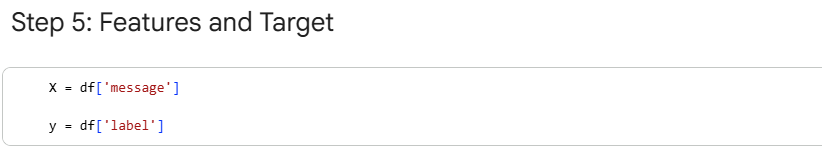 Step 5: Features and Target
X = df['message']
y = df['label']